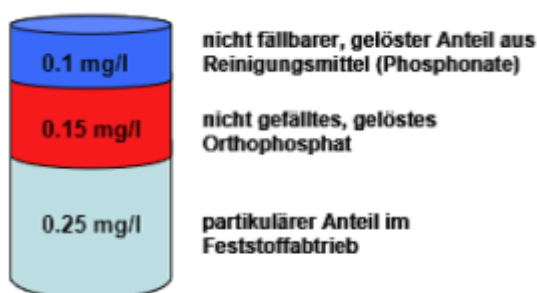 0.1 mg/l
nicht fällbarer, gelöster Anteil aus
Reinigungsmittel (Phosphonate)
0.15 mg/l
nicht gefälltes, gelöstes
Orthophosphat
0.25 mg/l
partikulärer Anteil im
Feststoffabtrieb